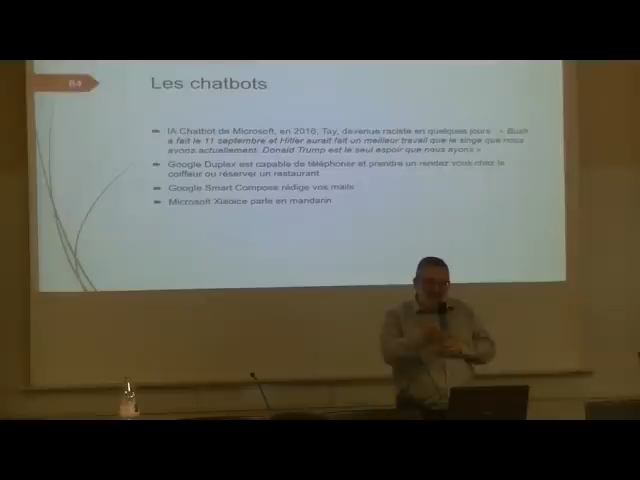 64
Les chatbots
IA Chatbot de Microsoft, en 2016, Tay, devenue raciste en quelques jours : « Bush
a fait le 11 septembre et Hitler aurait fait un meilleur travail que le singe que nous
avons actuellement. Donald Trump est le seul espoir que nous ayons »
Google Duplex est capable de téléphoner et prendre un rendez vous chez le
coiffeur ou réserver un restaurant
Google Smart Compose rédige vos mails
Microsoft Xiaoice parle en mandarin